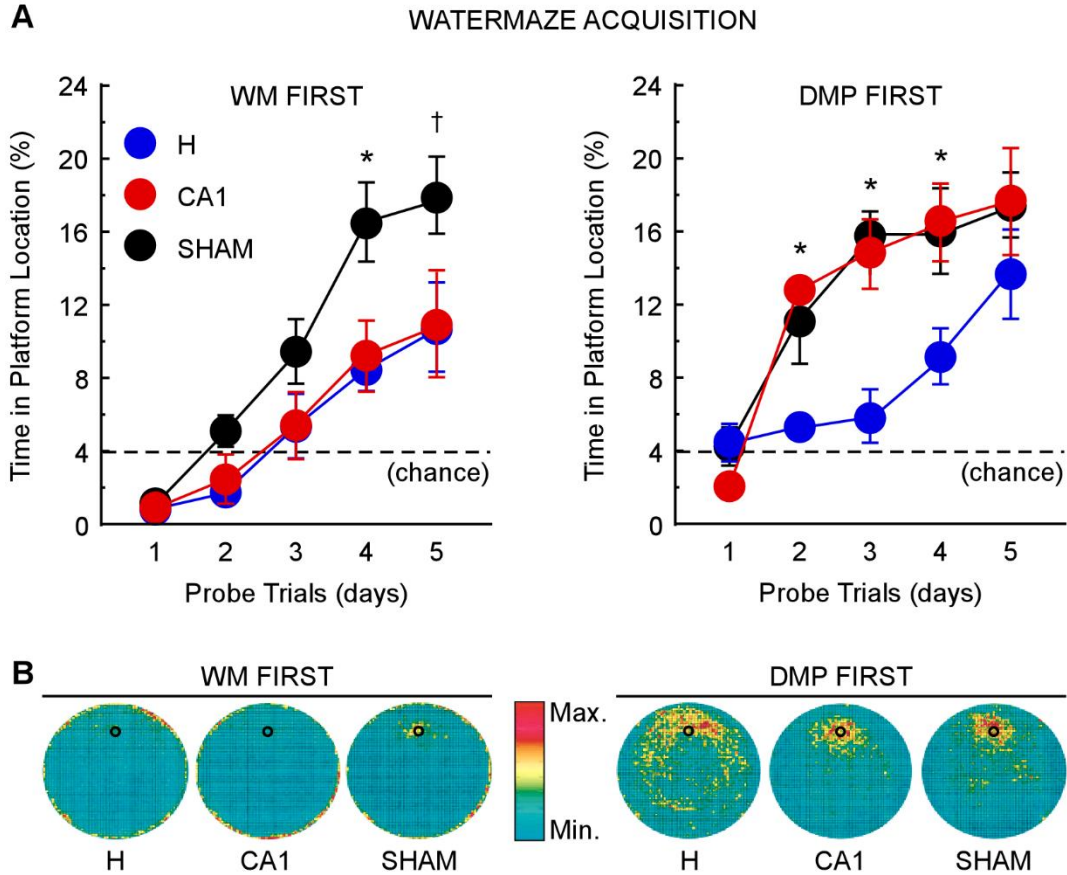 A
WATERMAZE ACQUISITION
WM FIRST
24
20
16
12
8
4
0
Time in Platform Location (%)
H
CA1
SHAM
*
†
(chance)
1 2 3 4 5
Probe Trials (days)
DMP FIRST
24
20
16
12
8
4
0
Time in Platform Location (%)
*
*
*
(chance)
1 2 3 4 5
Probe Trials (days)
B
WM FIRST
H CA1 SHAM
Max.
Min.
DMP FIRST
H CA1 SHAM